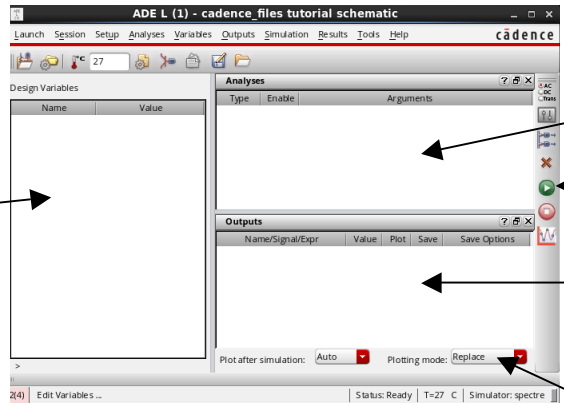 ADE L (1) - cadence_files tutorial schematic
Launch Session Setup Analyses Variables Outputs Simulation Results Tools Help cādence
27
Design Variables
Name Value
Analyses
Type Enable Arguments
AC
DC
Trans
Outputs
Name/Signal/Expr Value Plot Save Save Options
Plot after simulation: Auto Plotting mode: Replace
>
2(4) Edit Variables ... Status: Ready T=27 C Simulator: spectre